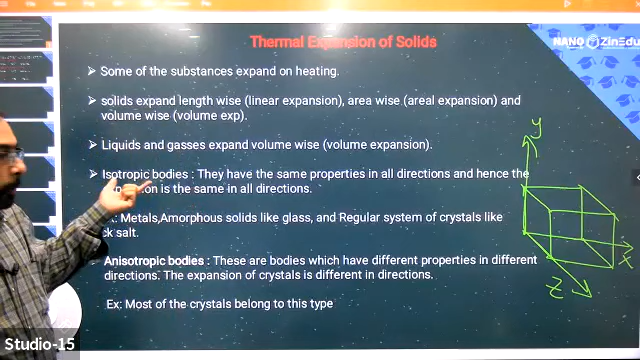 Thermal Expansion of Solids
NANO ZinEdu
➤ Some of the substances expand on heating.
➤ solids expand length wise (linear expansion), area wise (areal expansion) and
volume wise (volume exp).
➤ Liquids and gasses expand volume wise (volume expansion).
➤ Isotropic bodies : They have the same properties in all directions and hence the
is the same in all directions.
Metals,Amorphous solids like glass, and Regular system of crystals like
salt.
Anisotropic bodies : These are bodies which have different properties in different
directions. The expansion of crystals is different in directions.
Ex: Most of the crystals belong to this type
y
x
z
Studio-15